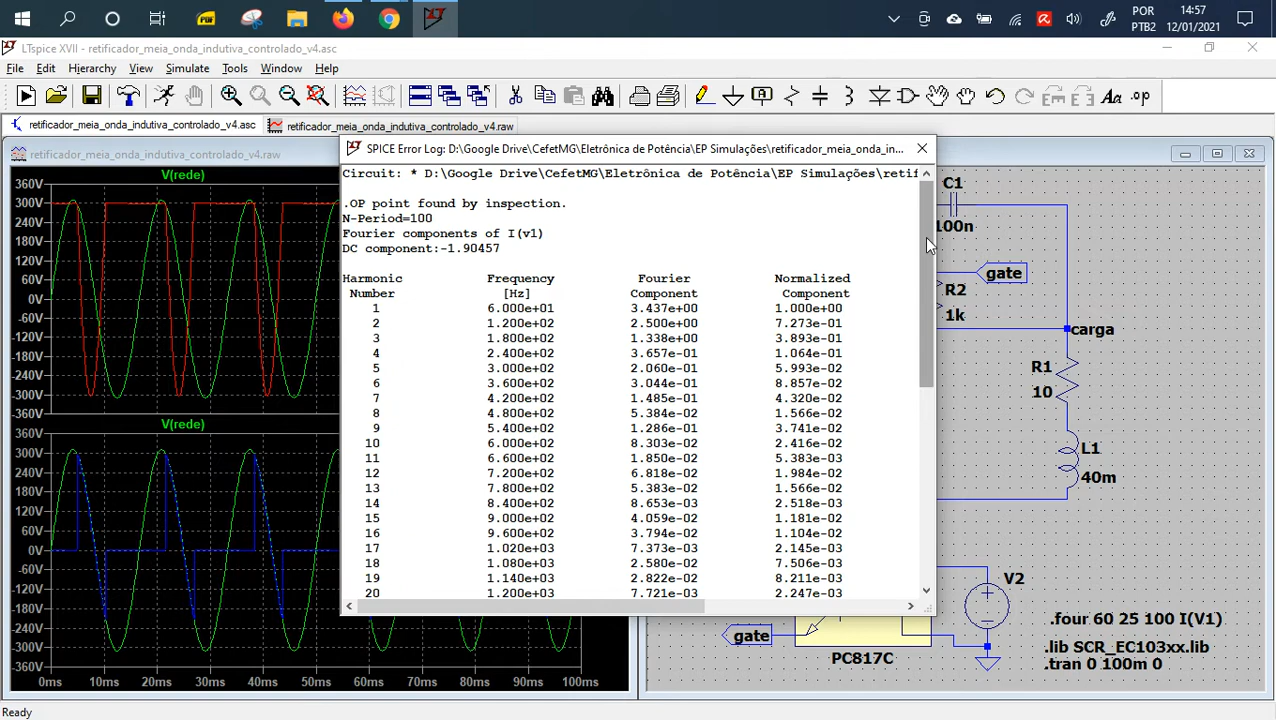 14:57
POR
PTB2
12/01/2021
LTspice XVII - retificador_meia_onda_indutiva_controlado_v4.asc
File Edit Hierarchy View Simulate Tools Window Help
retificador_meia_onda_indutiva_controlado_v4.asc retificador_meia_onda_indutiva_controlado_v4.raw
retificador_meia_onda_indutiva_controlado_v4.raw
V(rede)
360V
300V
240V
180V
120V
60V
0V
-60V
-120V
-180V
-240V
-300V
-360V
V(rede)
360V
300V
240V
180V
120V
60V
0V
-60V
-120V
-180V
-240V
-300V
-360V
0ms 10ms 20ms 30ms 40ms 50ms 60ms 70ms 80ms 90ms 100ms
SPICE Error Log: D:\Google Drive\CefetMG\Eletrônica de Potência\EP Simulações\retificador_meia_onda_in...
Circuit: * D:\Google Drive\CefetMG\Eletrônica de Potência\EP Simulações\retif
.OP point found by inspection.
N-Period=100
Fourier components of I(v1)
DC component:-1.90457
Harmonic Frequency Fourier Normalized
Number [Hz] Component Component
1 6.000e+01 3.437e+00 1.000e+00
2 1.200e+02 2.500e+00 7.273e-01
3 1.800e+02 1.338e+00 3.893e-01
4 2.400e+02 3.657e-01 1.064e-01
5 3.000e+02 2.060e-01 5.993e-02
6 3.600e+02 3.044e-01 8.857e-02
7 4.200e+02 1.485e-01 4.320e-02
8 4.800e+02 5.384e-02 1.566e-02
9 5.400e+02 1.286e-01 3.741e-02
10 6.000e+02 8.303e-02 2.416e-02
11 6.600e+02 1.850e-02 5.383e-03
12 7.200e+02 6.818e-02 1.984e-02
13 7.800e+02 5.383e-02 1.566e-02
14 8.400e+02 8.653e-03 2.518e-03
15 9.000e+02 4.059e-02 1.181e-02
16 9.600e+02 3.794e-02 1.104e-02
17 1.020e+03 7.373e-03 2.145e-03
18 1.080e+03 2.580e-02 7.506e-03
19 1.140e+03 2.822e-02 8.211e-03
20 1.200e+03 7.721e-03 2.247e-03
C1
100n
gate
R2
1k
carga
R1
10
L1
40m
V2
gate
PC817C
.four 60 25 100 I(V1)
.lib SCR_EC103xx.lib
.tran 0 100m 0
.op
Ready